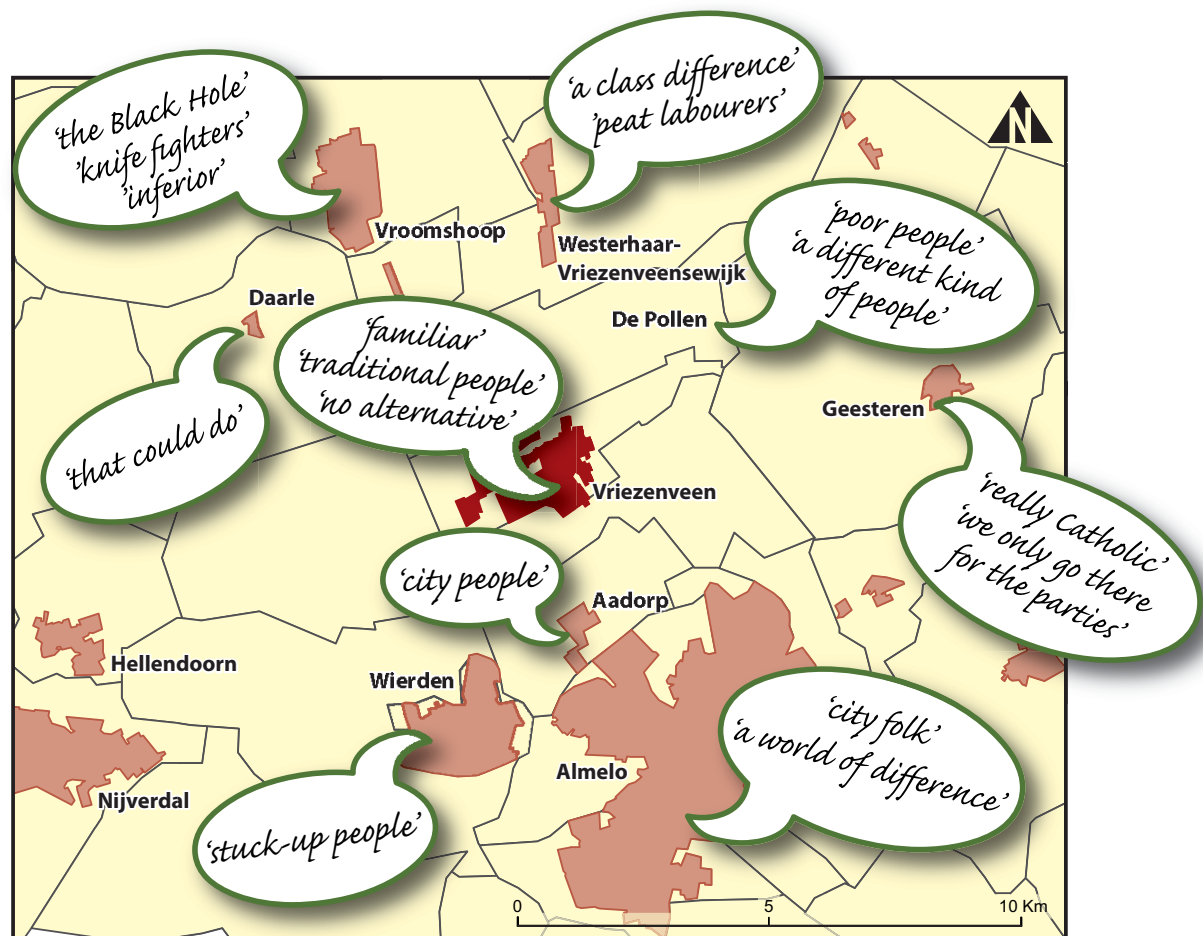 ‘the Black Hole’
‘knife fighters’
‘inferior’
‘a class difference’
’peat labourers’
N
Vroomshoop
Westerhaar-
Vriezenveensewijk
‘poor people’
‘a different kind
of people’
Daarle
De Pollen
‘familiar’
‘traditional people’
‘no alternative’
Geesteren
‘that could do’
Vriezenveen
‘really Catholic’
‘we only go there
for the parties’
‘city people’
Aadorp
Hellendoorn
Wierden
‘city folk’
‘a world of difference’
Almelo
Nijverdal
‘stuck-up people’
0 5 10 Km